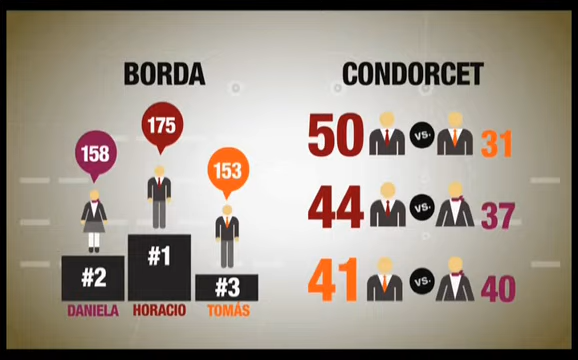 BORDA
158
175
153
#2
#1
#3
DANIELA
HORACIO
TOMÁS
CONDORCET
50 VS. 31
44 VS. 37
41 VS. 40